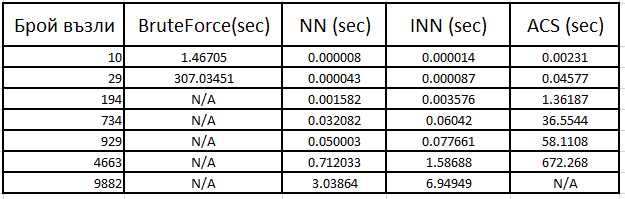 Брой възли BruteForce(sec) NN (sec) INN (sec) ACS (sec)
10 1.46705 0.000008 0.000014 0.00231
29 307.03451 0.000043 0.000087 0.04577
194 N/A 0.001582 0.003576 1.36187
734 N/A 0.032082 0.06042 36.5544
929 N/A 0.050003 0.077661 58.1108
4663 N/A 0.712033 1.58688 672.268
9882 N/A 3.03864 6.94949 N/A